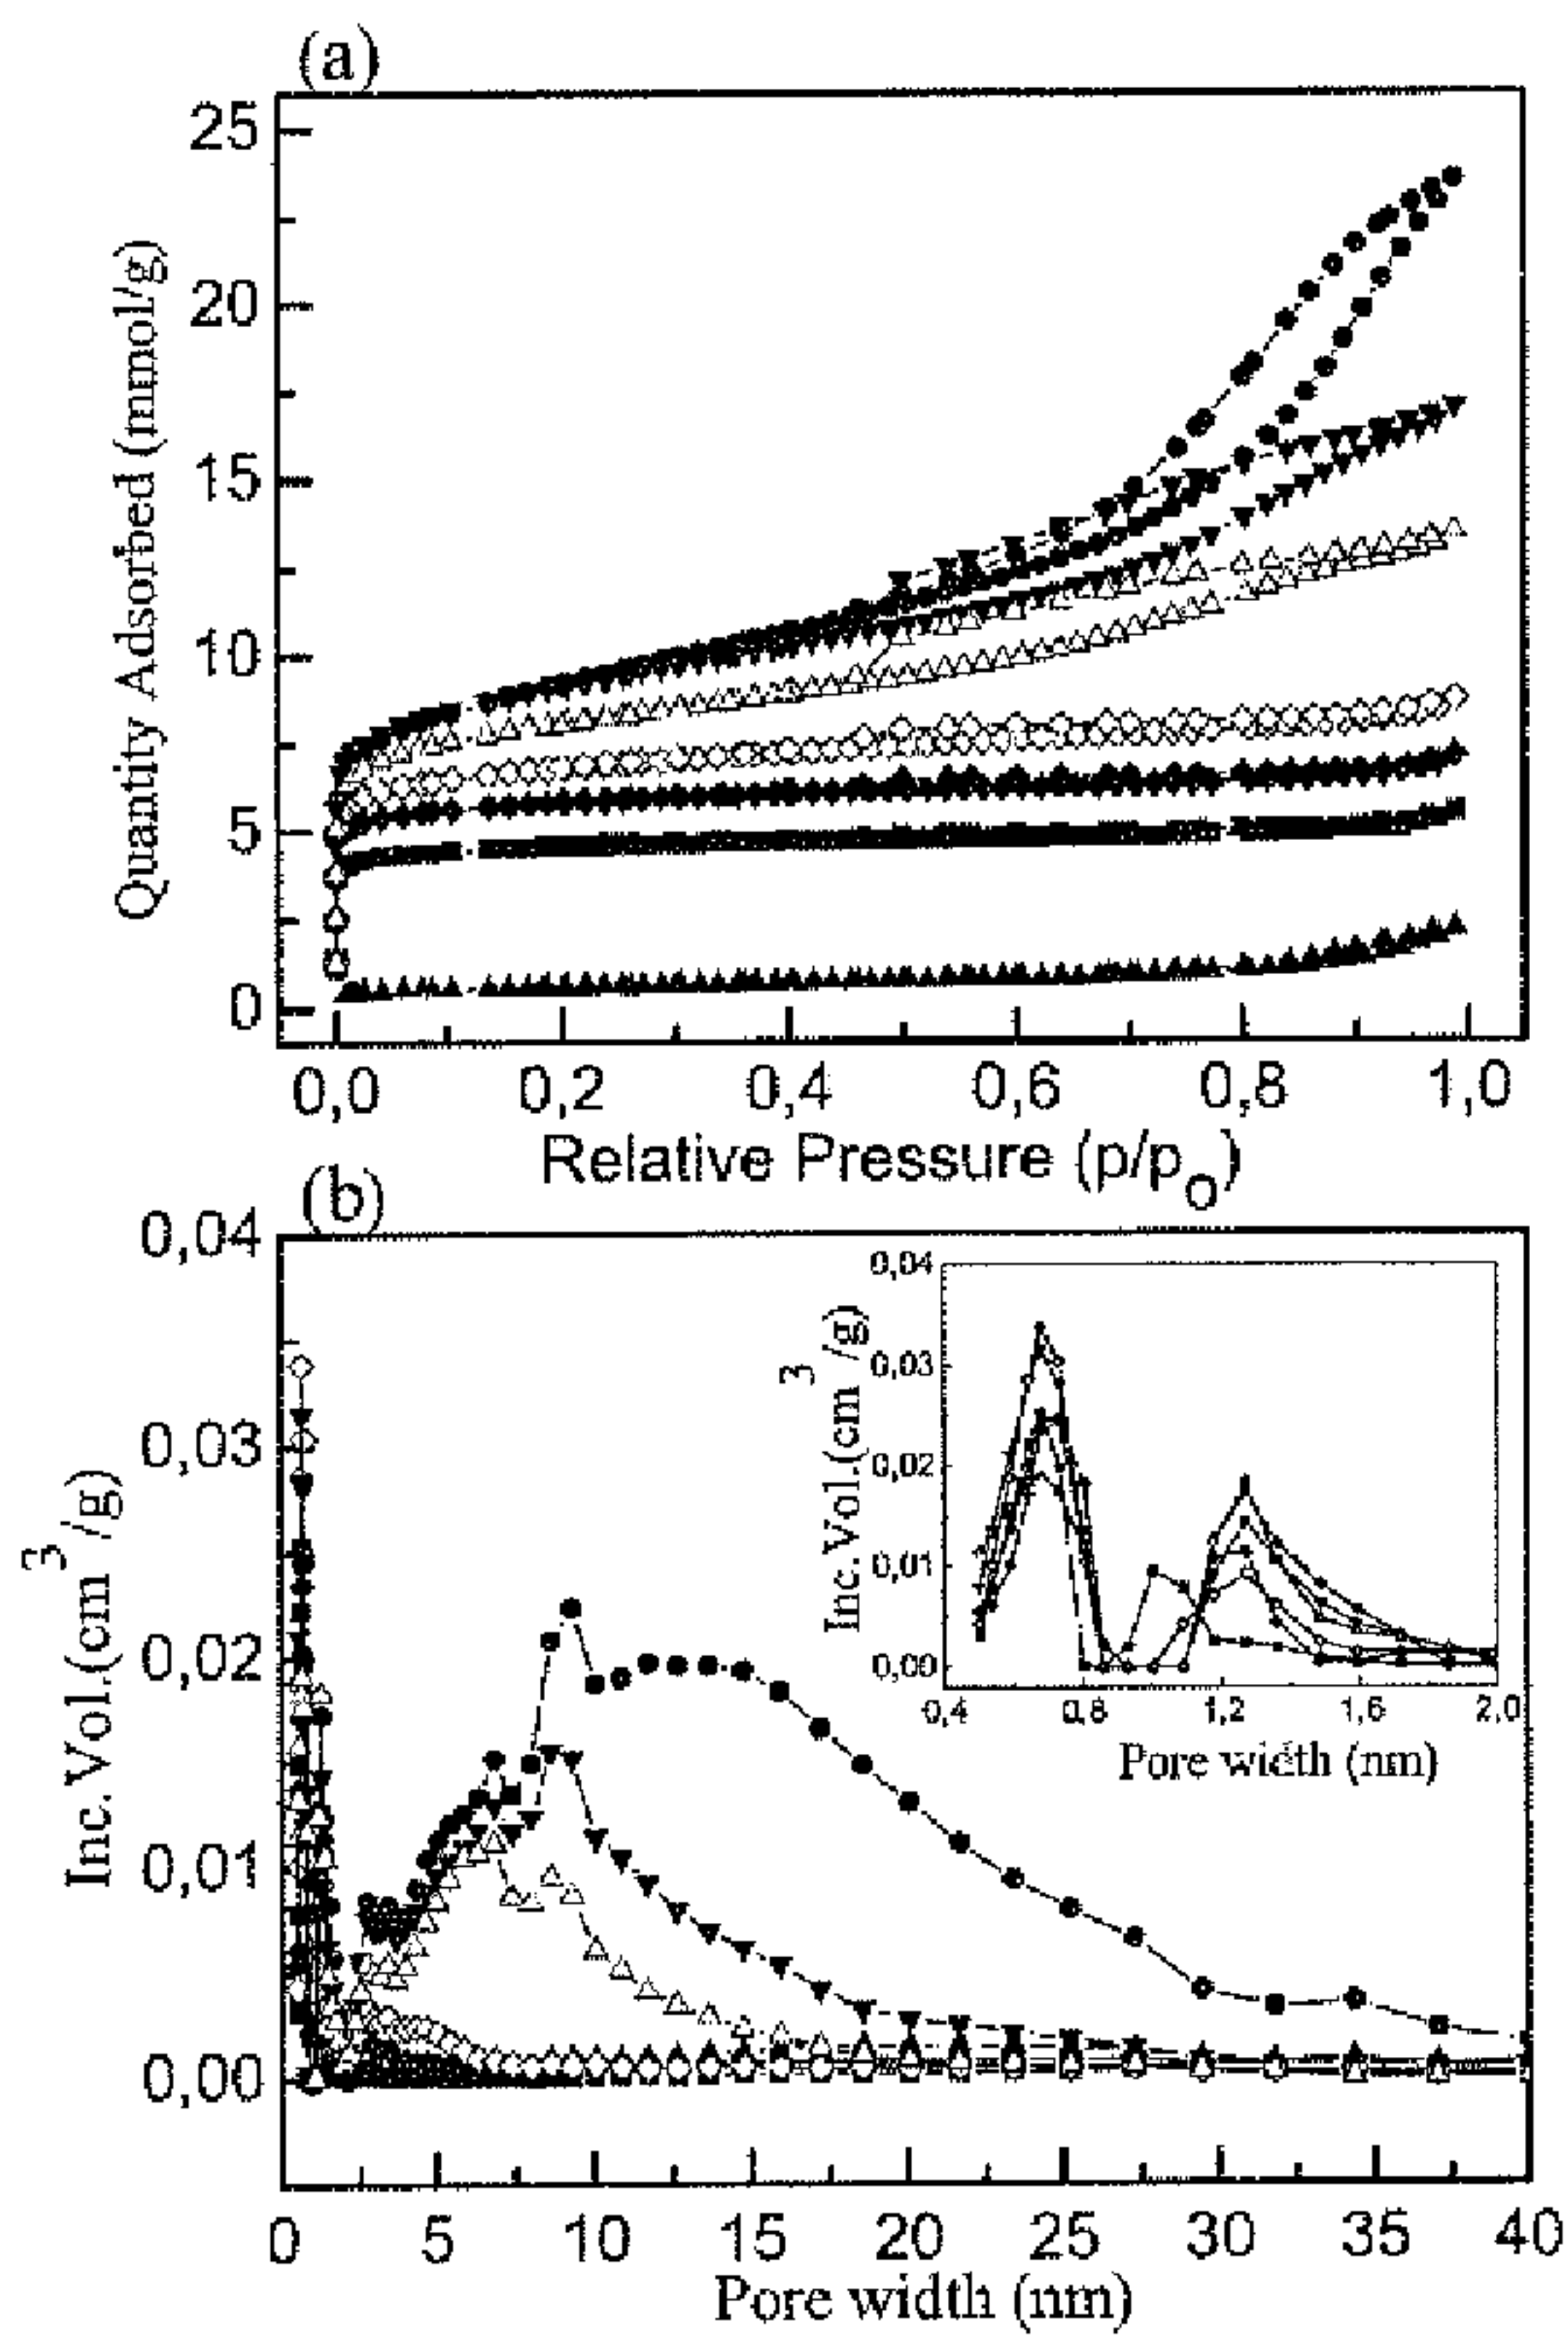 (a)
25
20
15
10
5
0
Quantity Adsorbed (mmol/g)
0,0 0,2 0,4 0,6 0,8 1,0
Relative Pressure (p/po)
(b)
0,04
0,03
0,02
0,01
0,00
Inc.Vol.(cm3/g)
0,04
0,03
0,02
0,01
0,00
Inc.Vol.(cm3/g)
0,4 0,8 1,2 1,6 2,0
Pore width (nm)
0 5 10 15 20 25 30 35 40
Pore width (nm)